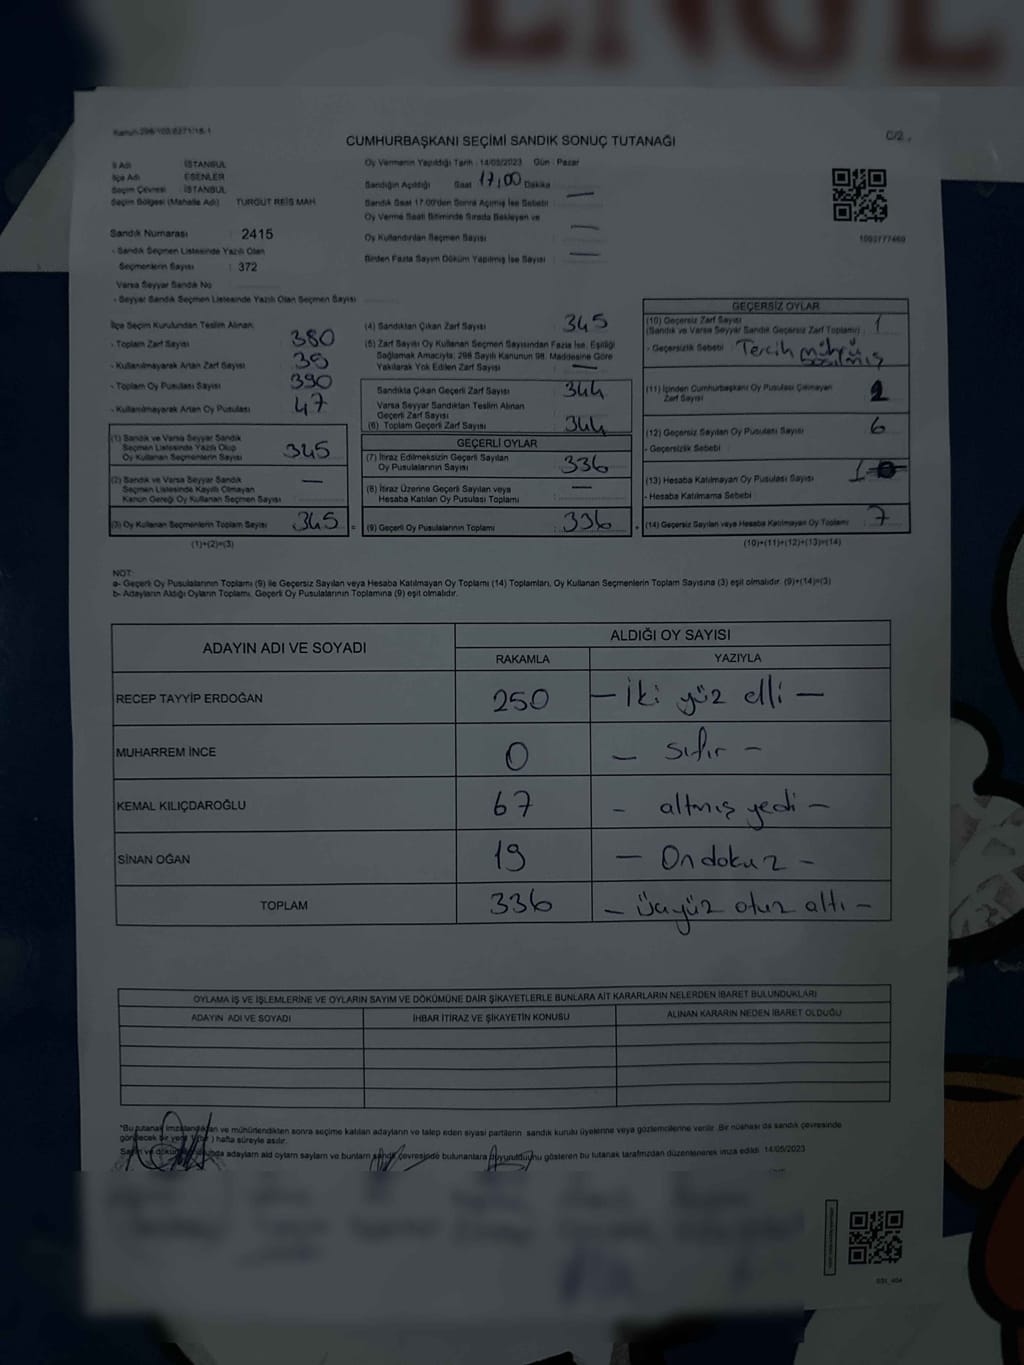 ENGE
Kanun 298/100,6271/18-1
C/2
CUMHURBAŞKANI SEÇİMİ SANDIK SONUÇ TUTANAĞI
İl Adı İSTANBUL
İlçe Adı ESENLER
Seçim Çevresi : İSTANBUL
Seçim Bölgesi (Mahalle Adı) TURGUT REİS MAH
Sandık Numarası : 2415
- Sandık Seçmen Listesinde Yazılı Olan
Seçmenlerin Sayısı : 372
Varsa Seyyar Sandık No
- Seyyar Sandık Seçmen Listesinde Yazılı Olan Seçmen Sayısı
Oy Vermenin Yapıldığı Tarih : 14/05/2023 Gün : Pazar
Sandığın Açıldığı Saat 17,00 Dakika
Sandık Saat 17.00'den Sonra Açımış İse Sebebi —
Oy Verme Saati Bitiminde Sırada Bekleyen ve
Oy Kullandırılan Seçmen Sayısı —
Birden Fazla Sayım Döküm Yapılmış İse Sayısı —
İlçe Seçim Kurulundan Teslim Alınan;
- Toplam Zarf Sayısı 380
- Kullanılmayarak Artan Zarf Sayısı 35
- Toplam Oy Pusulası Sayısı 390
- Kullanılmayarak Artan Oy Pusulası 47
(1) Sandık ve Varsa Seyyar Sandık
Seçmen Listesinde Yazılı Olup
Oy Kullanan Seçmenlerin Sayısı 345
(2) Sandık ve Varsa Seyyar Sandık
Seçmen Listesinde Kayıtlı Olmayan
Kanun Gereği Oy Kullanan Seçmen Sayısı —
(3) Oy Kullanan Seçmenlerin Toplam Sayısı 345 =
(1)+(2)=(3)
(4) Sandıktan Çıkan Zarf Sayısı 345
(5) Zarf Sayısı Oy Kullanan Seçmen Sayısından Fazla İse, Eşitliği
Sağlamak Amacıyla; 298 Sayılı Kanunun 98. Maddesine Göre
Yakılarak Yok Edilen Zarf Sayısı —
Sandıkta Çıkan Geçerli Zarf Sayısı 344
Varsa Seyyar Sandıktan Teslim Alınan
Geçerli Zarf Sayısı
(6) Toplam Geçerli Zarf Sayısı 344
GEÇERLİ OYLAR
(7) İtiraz Edilmeksizin Geçerli Sayılan
Oy Pusulalarının Sayısı : 336
(8) İtiraz Üzerine Geçerli Sayılan veya
Hesaba Katılan Oy Pusulası Toplamı —
(9) Geçerli Oy Pusulalarının Toplamı : 336 +
GEÇERSİZ OYLAR
(10) Geçersiz Zarf Sayısı
(Sandık ve Varsa Seyyar Sandık Geçersiz Zarf Toplamı) : 1
- Geçersizlik Sebebi : Tercih mührü
basılmış
(11) İçinden Cumhurbaşkanı Oy Pusulası Çıkmayan
Zarf Sayısı
(12) Geçersiz Sayılan Oy Pusulası Sayısı 6
- Geçersizlik Sebebi
(13) Hesaba Katılmayan Oy Pusulası Sayısı
- Hesaba Katılmama Sebebi
(14) Geçersiz Sayılan veya Hesaba Katılmayan Oy Toplamı : 7
(10)+(11)+(12)+(13)=(14)
NOT:
a- Geçerli Oy Pusulalarının Toplamı (9) ile Geçersiz Sayılan veya Hesaba Katılmayan Oy Toplamı (14) Toplamları, Oy Kullanan Seçmenlerin Toplam Sayısına (3) eşit olmalıdır. (9)+(14)=(3)
b- Adayların Aldığı Oyların Toplamı, Geçerli Oy Pusulalarının Toplamına (9) eşit olmalıdır.
ADAYIN ADI VE SOYADI ALDIĞI OY SAYISI
RAKAMLA YAZIYLA
RECEP TAYYİP ERDOĞAN 250 — iki yüz elli —
MUHARREM İNCE 0 — sıfır —
KEMAL KILIÇDAROĞLU 67 - altmış yedi —
SİNAN OĞAN 19 — On dokuz —
TOPLAM 336 — üçyüz otuz altı —
OYLAMA İŞ VE İŞLEMLERİNE VE OYLARIN SAYIM VE DÖKÜMÜNE DAİR ŞİKAYETLERLE BUNLARA AİT KARARLARIN NELERDEN İBARET BULUNDUKLARI
ADAYIN ADI VE SOYADI İHBAR İTİRAZ VE ŞİKAYETİN KONUSU ALINAN KARARIN NEDEN İBARET OLDUĞU
*Bu tutanak imzalandıktan ve mühürlendikten sonra seçime katılan adayların ve talep eden siyasi partilerin sandık kurulu üyelerine veya gözlemcilerine verilir. Bir nüshası da sandık çevresinde
görülecek bir yere ) hafta süreyle asılır.
adayların aldı oyların sayların ve bunların sandık çevresinde bulunanlara duyurulduğunu gösteren bu tutanak tarafımızdan düzenlenerek imza edildi. 14/05/2023